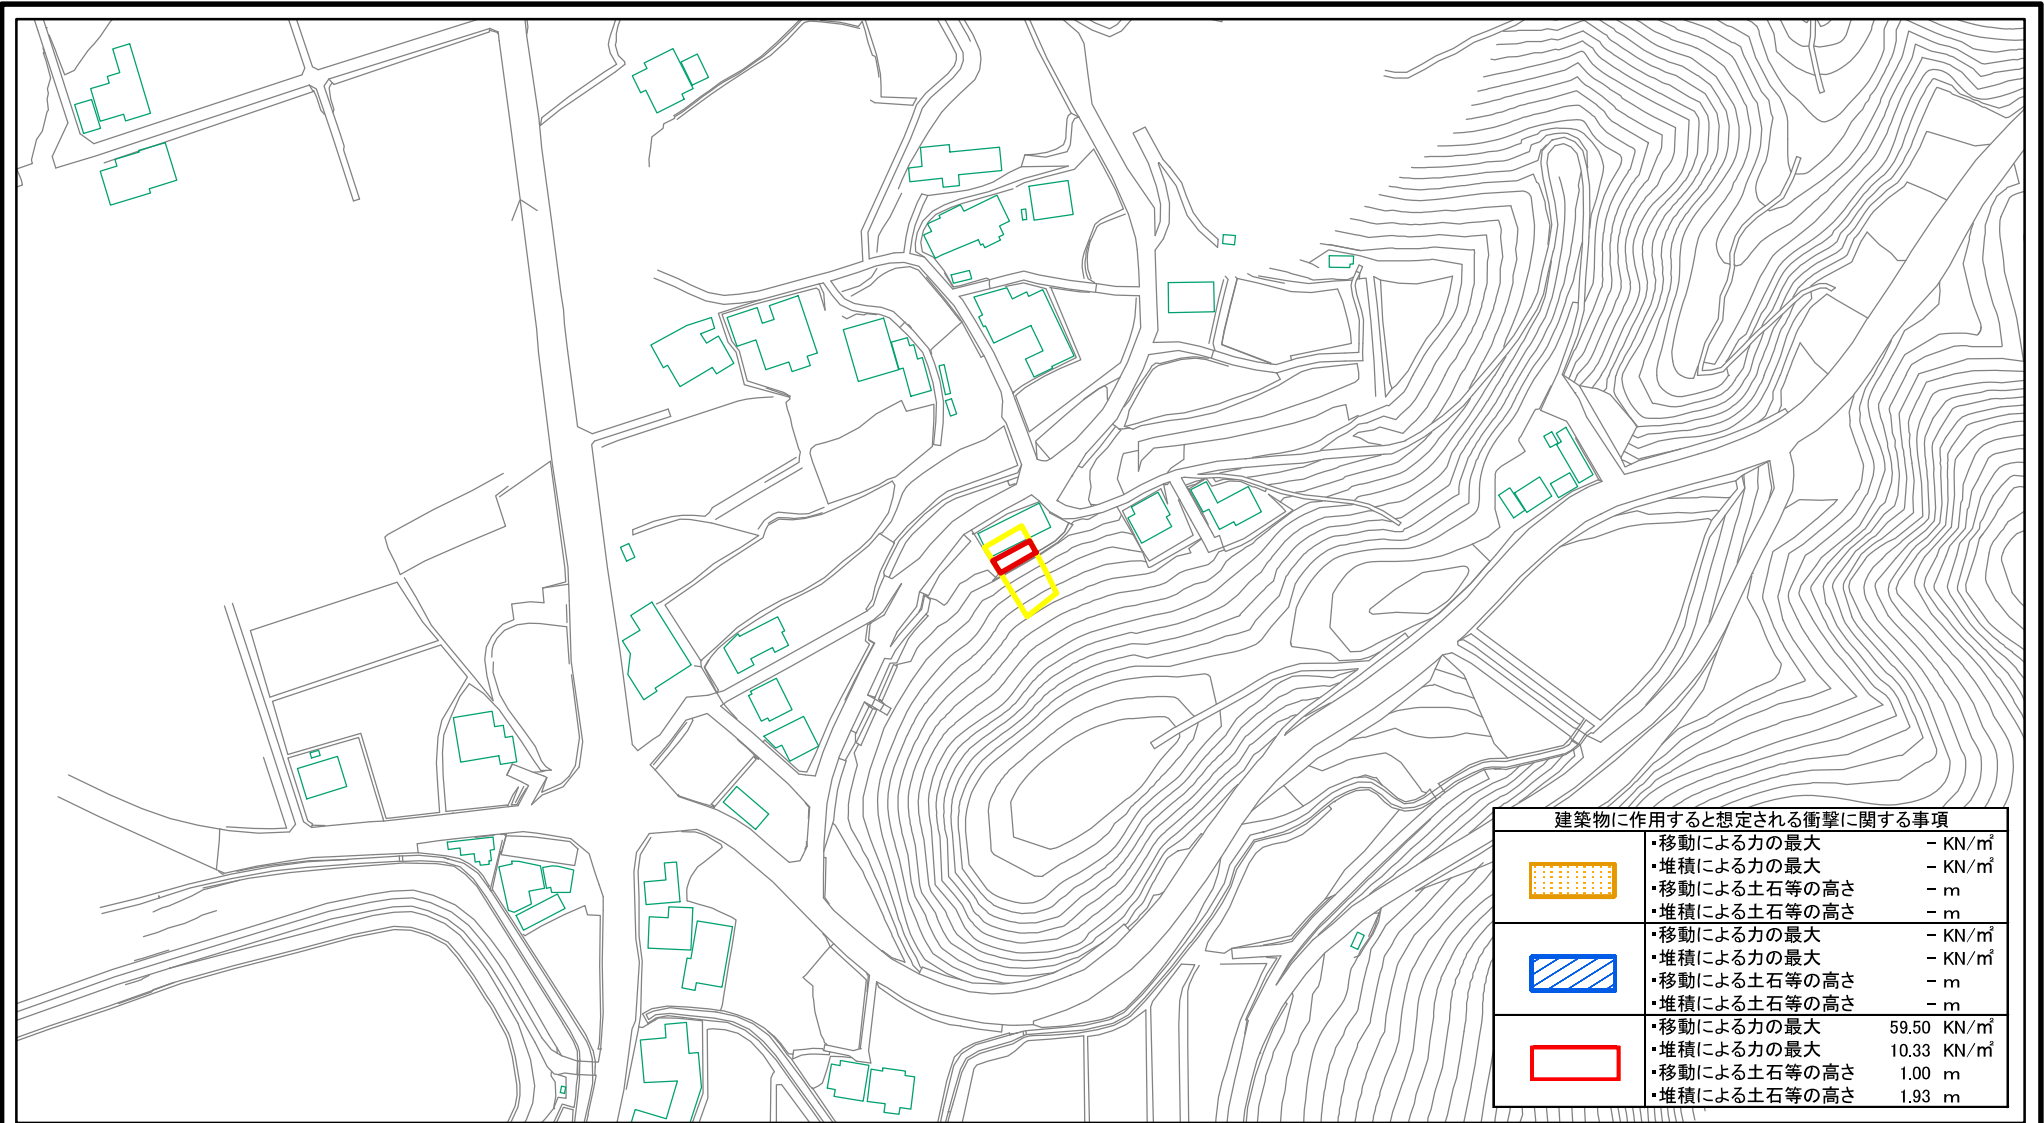 建築物に作用すると想定される衝撃に関する事項
・移動による力の最大 － KN/㎡
・堆積による力の最大 － KN/㎡
・移動による土石等の高さ － m
・堆積による土石等の高さ － m
・移動による力の最大 － KN/㎡
・堆積による力の最大 － KN/㎡
・移動による土石等の高さ － m
・堆積による土石等の高さ － m
・移動による力の最大 59.50 KN/㎡
・堆積による力の最大 10.33 KN/㎡
・移動による土石等の高さ 1.00 m
・堆積による土石等の高さ 1.93 m